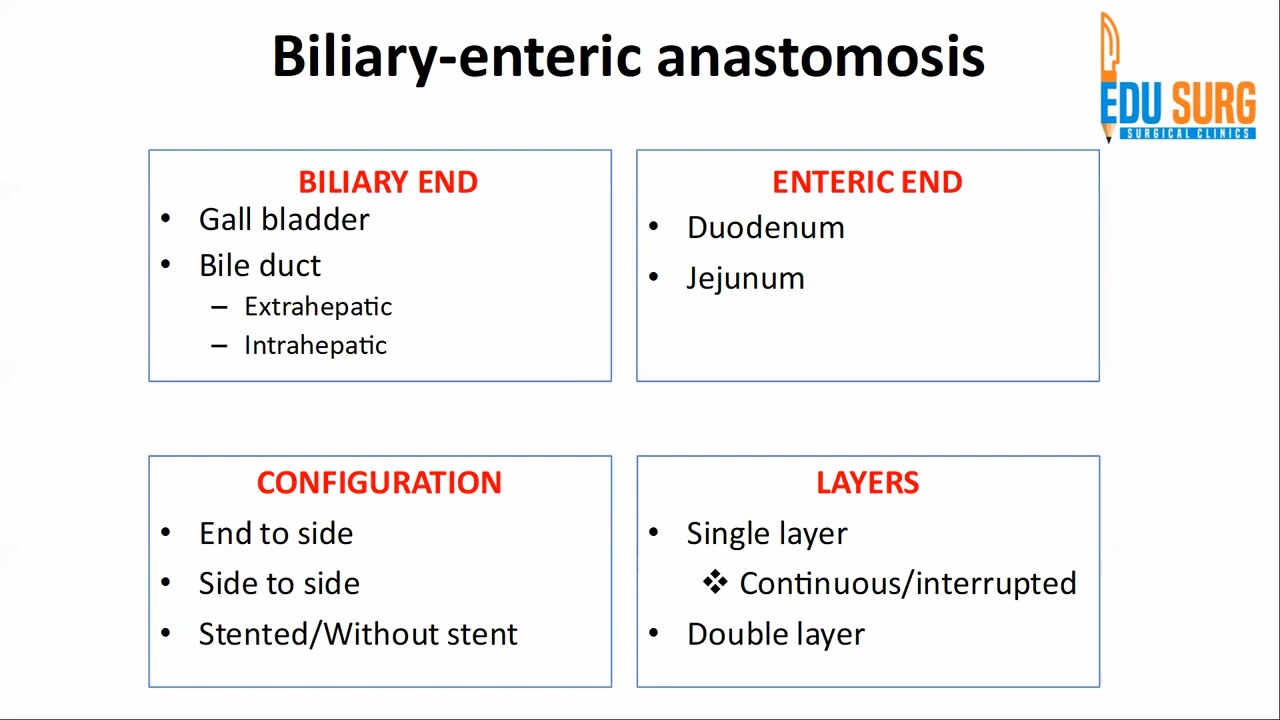 Biliary-enteric anastomosis
EDU SURG
SURGICAL CLINICS
BILIARY END
• Gall bladder
• Bile duct
– Extrahepatic
– Intrahepatic
ENTERIC END
• Duodenum
• Jejunum
CONFIGURATION
• End to side
• Side to side
• Stented/Without stent
LAYERS
• Single layer
❖ Continuous/interrupted
• Double layer